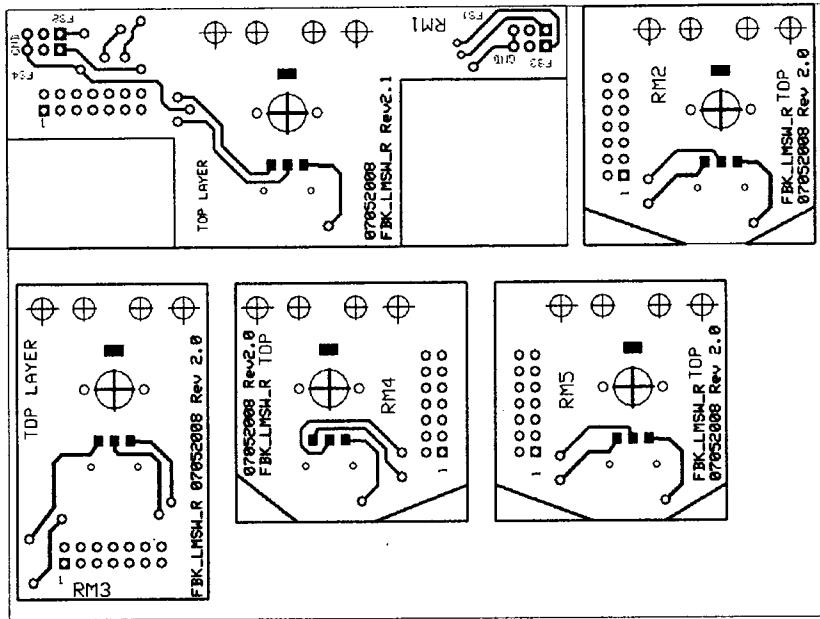 FS2
GND
FS4
1
TOP LAYER
07052008
FBK_LMSW_R Rev2.1
RM1
FS1
GND
FS3
RM2
1
FBK_LMSW_R TOP
07052008 Rev 2.0
TOP LAYER
1
RM3
FBK_LMSW_R 07052008 Rev 2.0
07052008 Rev2.0
FBK_LMSW_R TOP
RM4
1
RM5
1
FBK_LMSW_R TOP
07052008 Rev 2.0